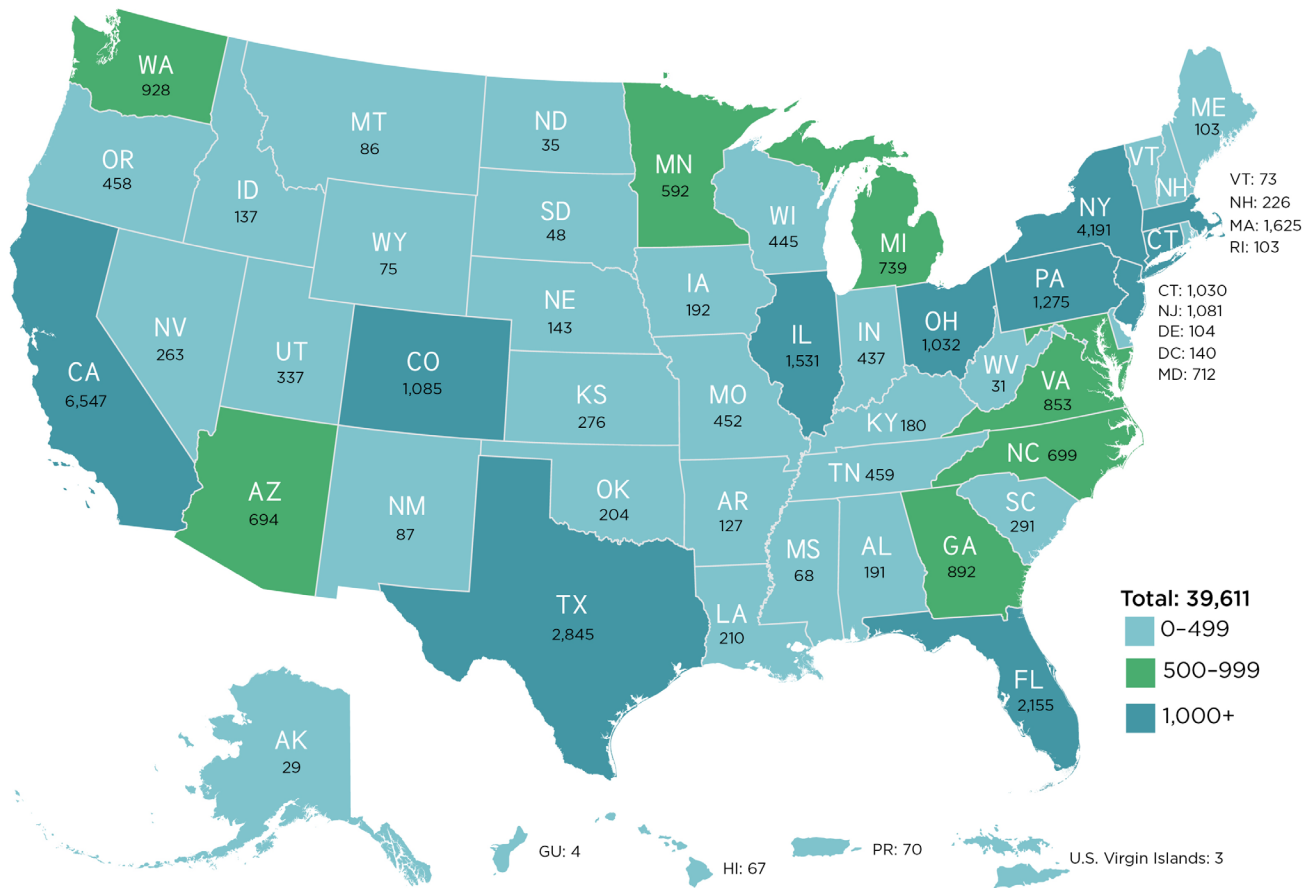 WA
928
OR
458
CA
6,547
ID
137
NV
263
MT
86
WY
75
UT
337
CO
1,085
AZ
694
NM
87
ND
35
SD
48
NE
143
KS
276
OK
204
TX
2,845
MN
592
IA
192
MO
452
AR
127
LA
210
WI
445
IL
1,531
MI
739
IN
437
OH
1,032
KY 180
TN 459
MS
68
AL
191
GA
892
FL
2,155
SC
291
NC 699
VA
853
WV
31
PA
1,275
NY
4,191
VT
NH
ME
103
CT
VT: 73
NH: 226
MA: 1,625
RI: 103
CT: 1,030
NJ: 1,081
DE: 104
DC: 140
MD: 712
Total: 39,611
0–499
500–999
1,000+
AK
29
GU: 4
HI: 67
PR: 70
U.S. Virgin Islands: 3